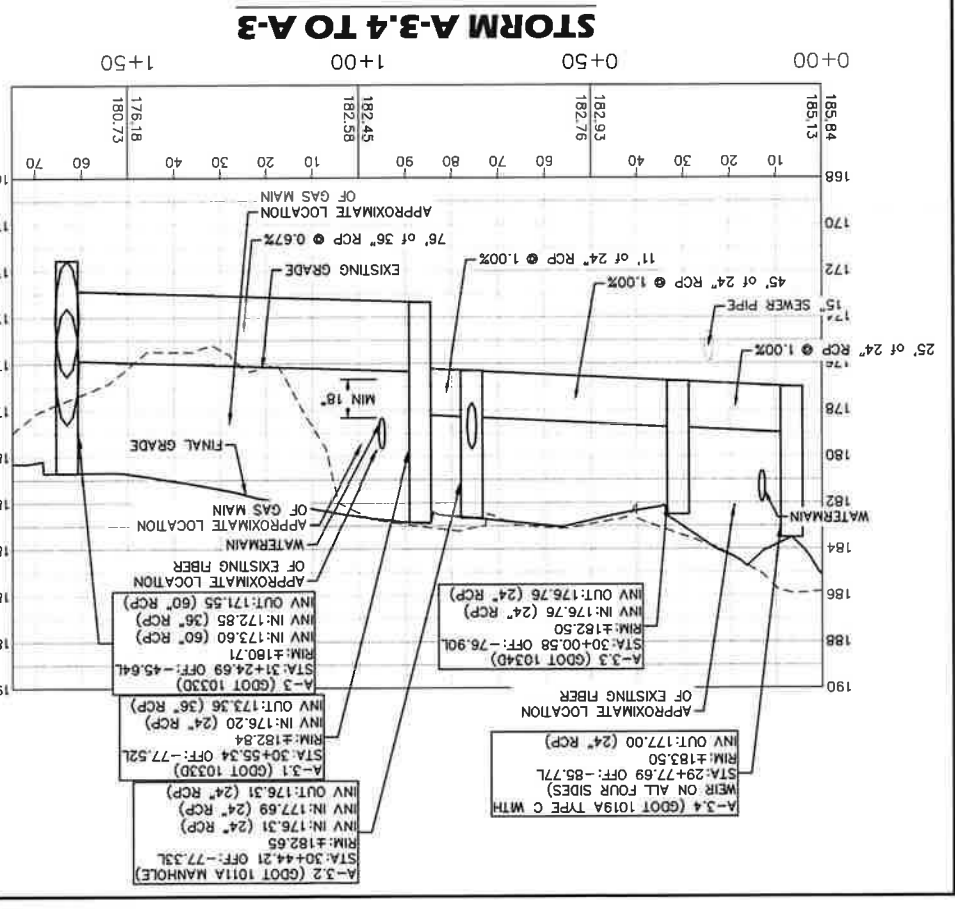 A-3.2 (GDOT 1011A MANHOLE)
STA:30+44.21 OFF:-77.33L
RIM:±182.65
INV IN:176.31 (24" RCP)
INV IN:177.69 (24" RCP)
INV OUT:176.31 (24" RCP)
A-3.4 (GDOT 1019A TYPE C WITH
WEIR ON ALL FOUR SIDES)
STA:29+77.69 OFF:-85.77L
RIM:±183.50
INV OUT:177.00 (24" RCP)
A-3.1 (GDOT 1033D)
STA:30+55.34 OFF:-77.52L
RIM:±182.84
INV IN:176.20 (24" RCP)
INV OUT:173.36 (36" RCP)
APPROXIMATE LOCATION
OF EXISTING FIBER
A-3 (GDOT 1033D)
STA:31+24.69 OFF:-45.64L
RIM:±180.71
INV IN:173.60 (60" RCP)
INV IN:172.85 (36" RCP)
INV OUT:171.55 (60" RCP)
A-3.3 (GDOT 1034D)
STA:30+00.58 OFF:-76.90L
RIM:±182.50
INV IN:176.76 (24" RCP)
INV OUT:176.76 (24" RCP)
APPROXIMATE LOCATION
OF EXISTING FIBER
WATERMAIN
APPROXIMATE LOCATION
OF GAS MAIN
WATERMAIN
FINAL GRADE
MIN 18"
25' of 24" RCP @ 1.00%
15" SEWER PIPE
45' of 24" RCP @ 1.00%
11' of 24" RCP @ 1.00%
EXISTING GRADE
76' of 36" RCP @ 0.67%
APPROXIMATE LOCATION
OF GAS MAIN
190
188
186
184
182
180
178
176
174
172
170
168
10 20 30 40 60 70 80 90 10 20 30 40 60 70
185.13
185.84
182.76
182.93
182.58
182.45
180.73
176.18
0+00 0+50 1+00 1+50
STORM A-3.4 TO A-3